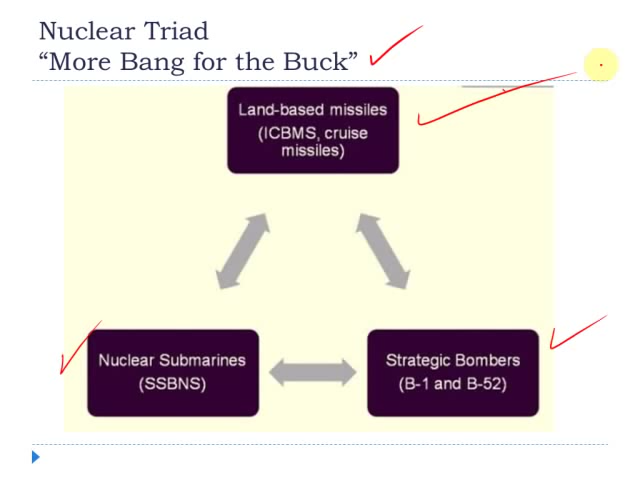 Nuclear Triad
“More Bang for the Buck”
Land-based missiles
(ICBMS, cruise
missiles)
Nuclear Submarines
(SSBNS)
Strategic Bombers
(B-1 and B-52)